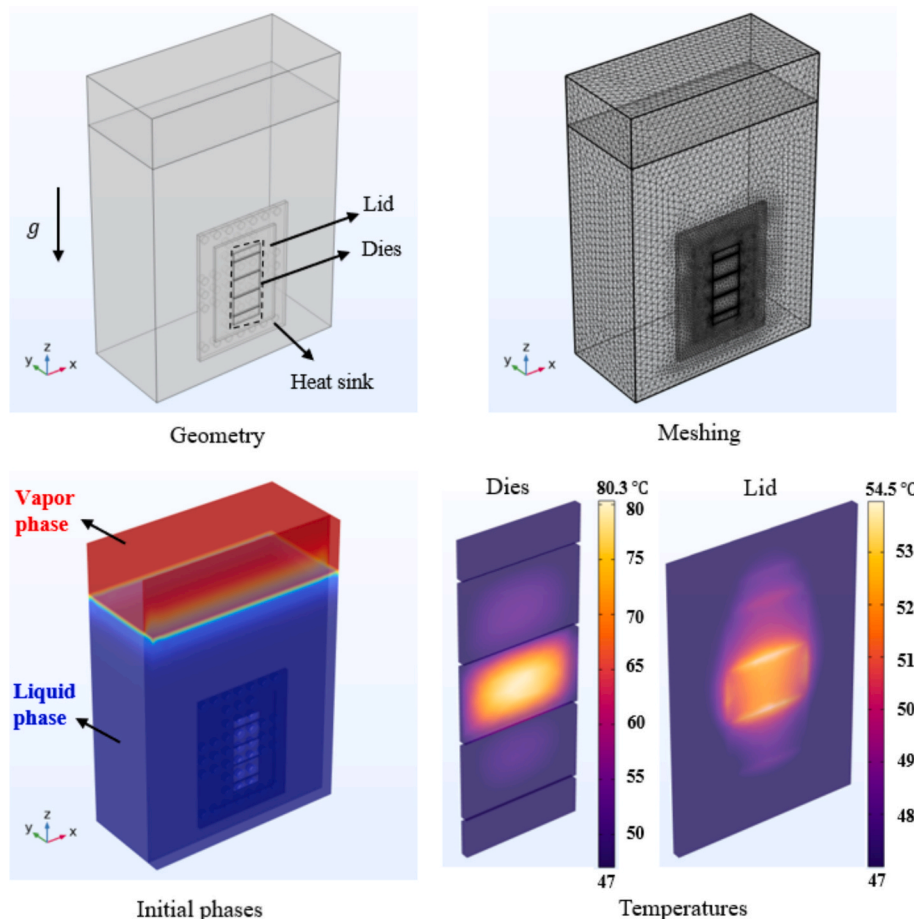 g
Lid
Dies
Heat sink
y
z
x
Geometry
y
z
x
Meshing
Vapor
phase
Liquid
phase
y
z
x
Initial phases
Dies
80.3 °C
80
75
70
65
60
55
50
47
Lid
54.5 °C
54
53
52
51
50
49
48
47
Temperatures